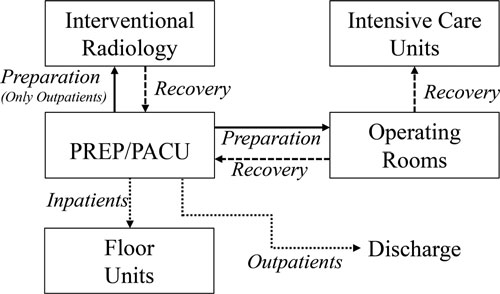 Interventional
Radiology
Intensive Care
Units
Preparation
(Only Outpatients)
Recovery
Recovery
PREP/PACU
Preparation
Recovery
Operating
Rooms
Inpatients
Floor
Units
Outpatients
Discharge